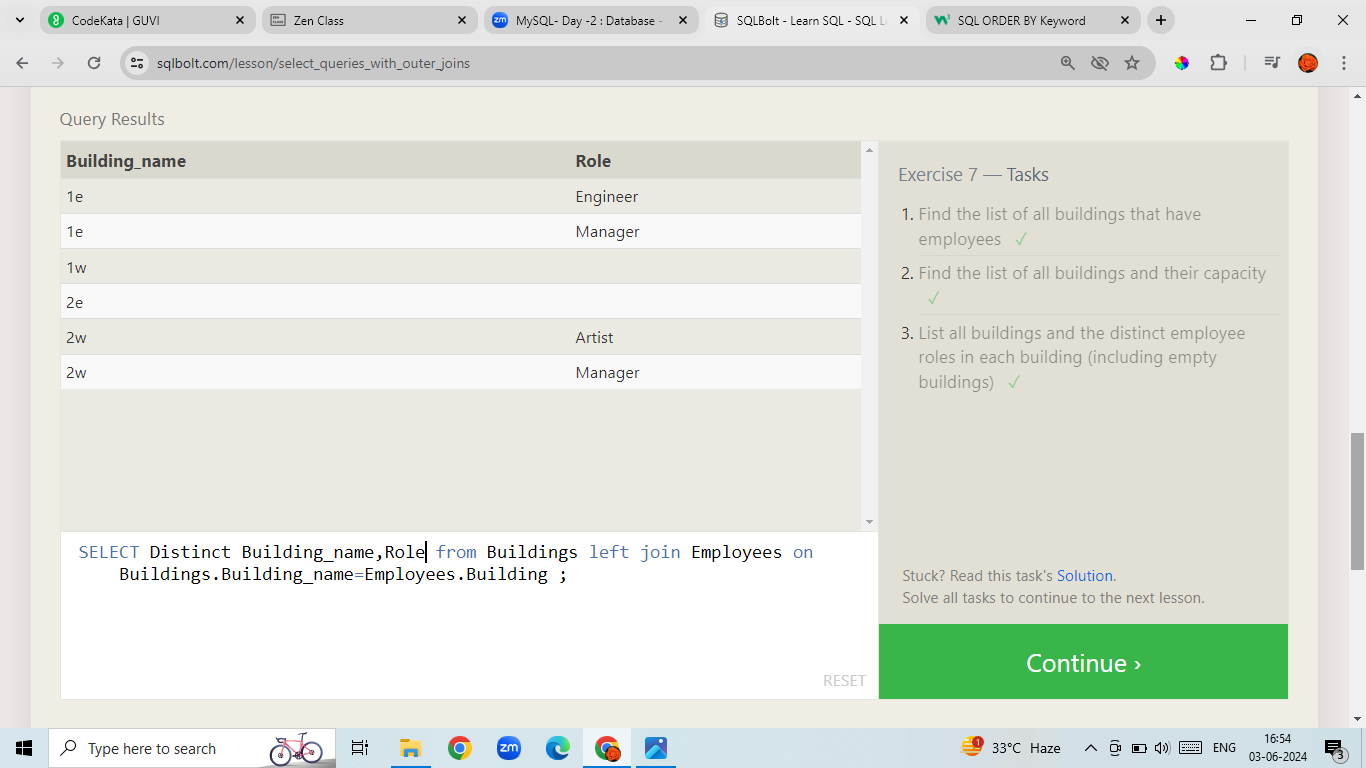 CodeKata | GUVI
Zen Class
MySQL- Day -2 : Database -
SQLBolt - Learn SQL - SQL L
SQL ORDER BY Keyword
sqlbolt.com/lesson/select_queries_with_outer_joins
Query Results
Building_name Role
1e Engineer
1e Manager
1w
2e
2w Artist
2w Manager
Exercise 7 — Tasks
1. Find the list of all buildings that have
employees ✓
2. Find the list of all buildings and their capacity
✓
3. List all buildings and the distinct employee
roles in each building (including empty
buildings) ✓
SELECT Distinct Building_name,Role from Buildings left join Employees on
Buildings.Building_name=Employees.Building ;
RESET
Stuck? Read this task's Solution.
Solve all tasks to continue to the next lesson.
Continue ›
Type here to search
zm
1
33°C Haze
ENG
16:54
03-06-2024
3